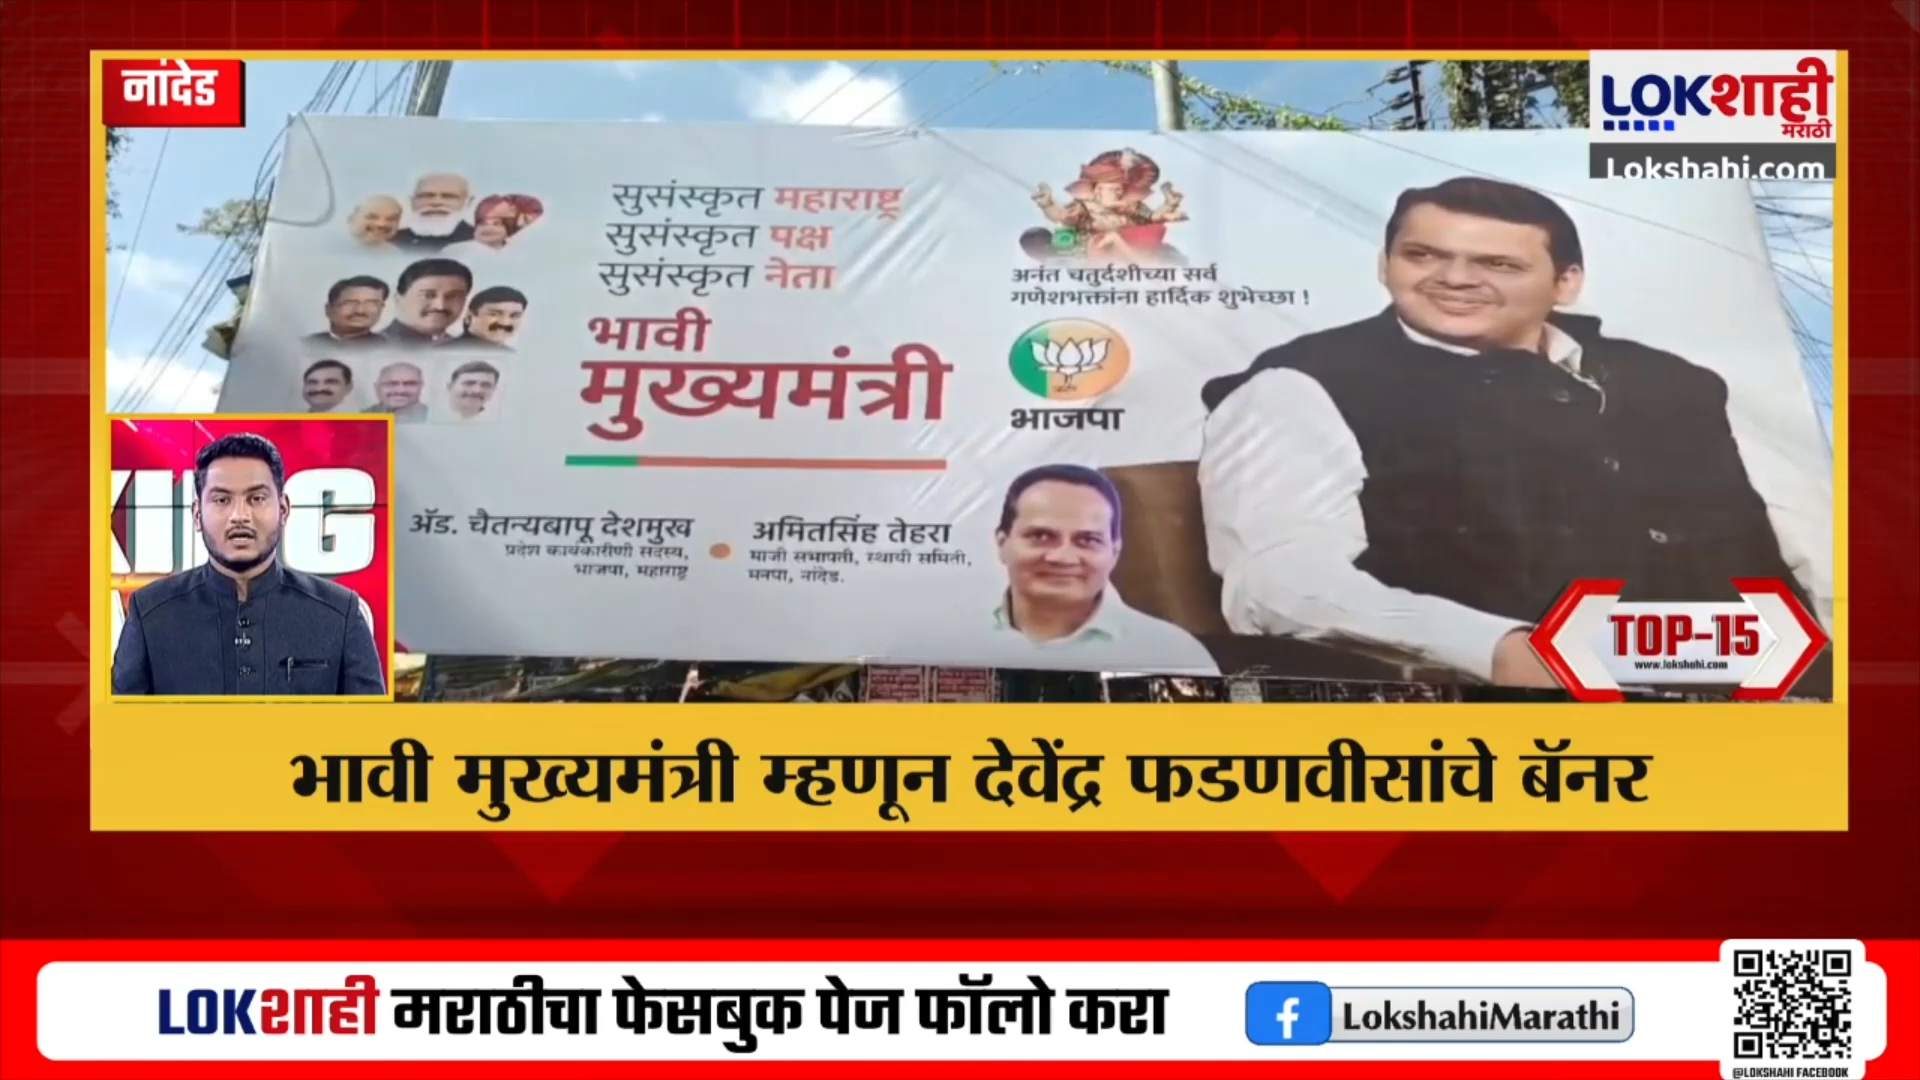 नांदेड
LOKशाही
मराठी
Lokshahi.com
सुसंस्कृत महाराष्ट्र
सुसंस्कृत पक्ष
सुसंस्कृत नेता
भावी
मुख्यमंत्री
अनंत चतुर्दशीच्या सर्व
गणेशभक्तांना हार्दिक शुभेच्छा !
भाजपा
ॲड. चैतन्यबापू देशमुख
प्रदेश कार्यकारीणी सदस्य,
भाजपा, महाराष्ट्र
अमितसिंह तेहरा
माजी सभापती, स्थायी समिती,
मनपा, नांदेड.
KING
TOP-15
www.lokshahi.com
भावी मुख्यमंत्री म्हणून देवेंद्र फडणवीसांचे बॅनर
LOKशाही मराठीचा फेसबुक पेज फॉलो करा
f LokshahiMarathi
@LOKSHAHI FACEBOOK